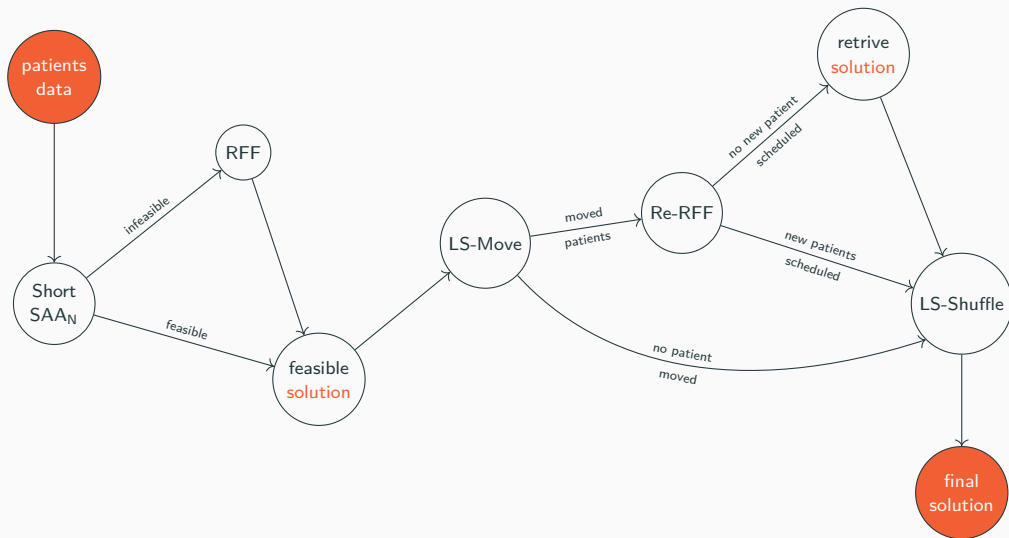 patients
data
RFF
infeasible
Short
SAA_N
feasible
feasible
solution
LS-Move
moved
patients
Re-RFF
no new patient
scheduled
retrive
solution
new patients
scheduled
no patient
moved
LS-Shuffle
final
solution